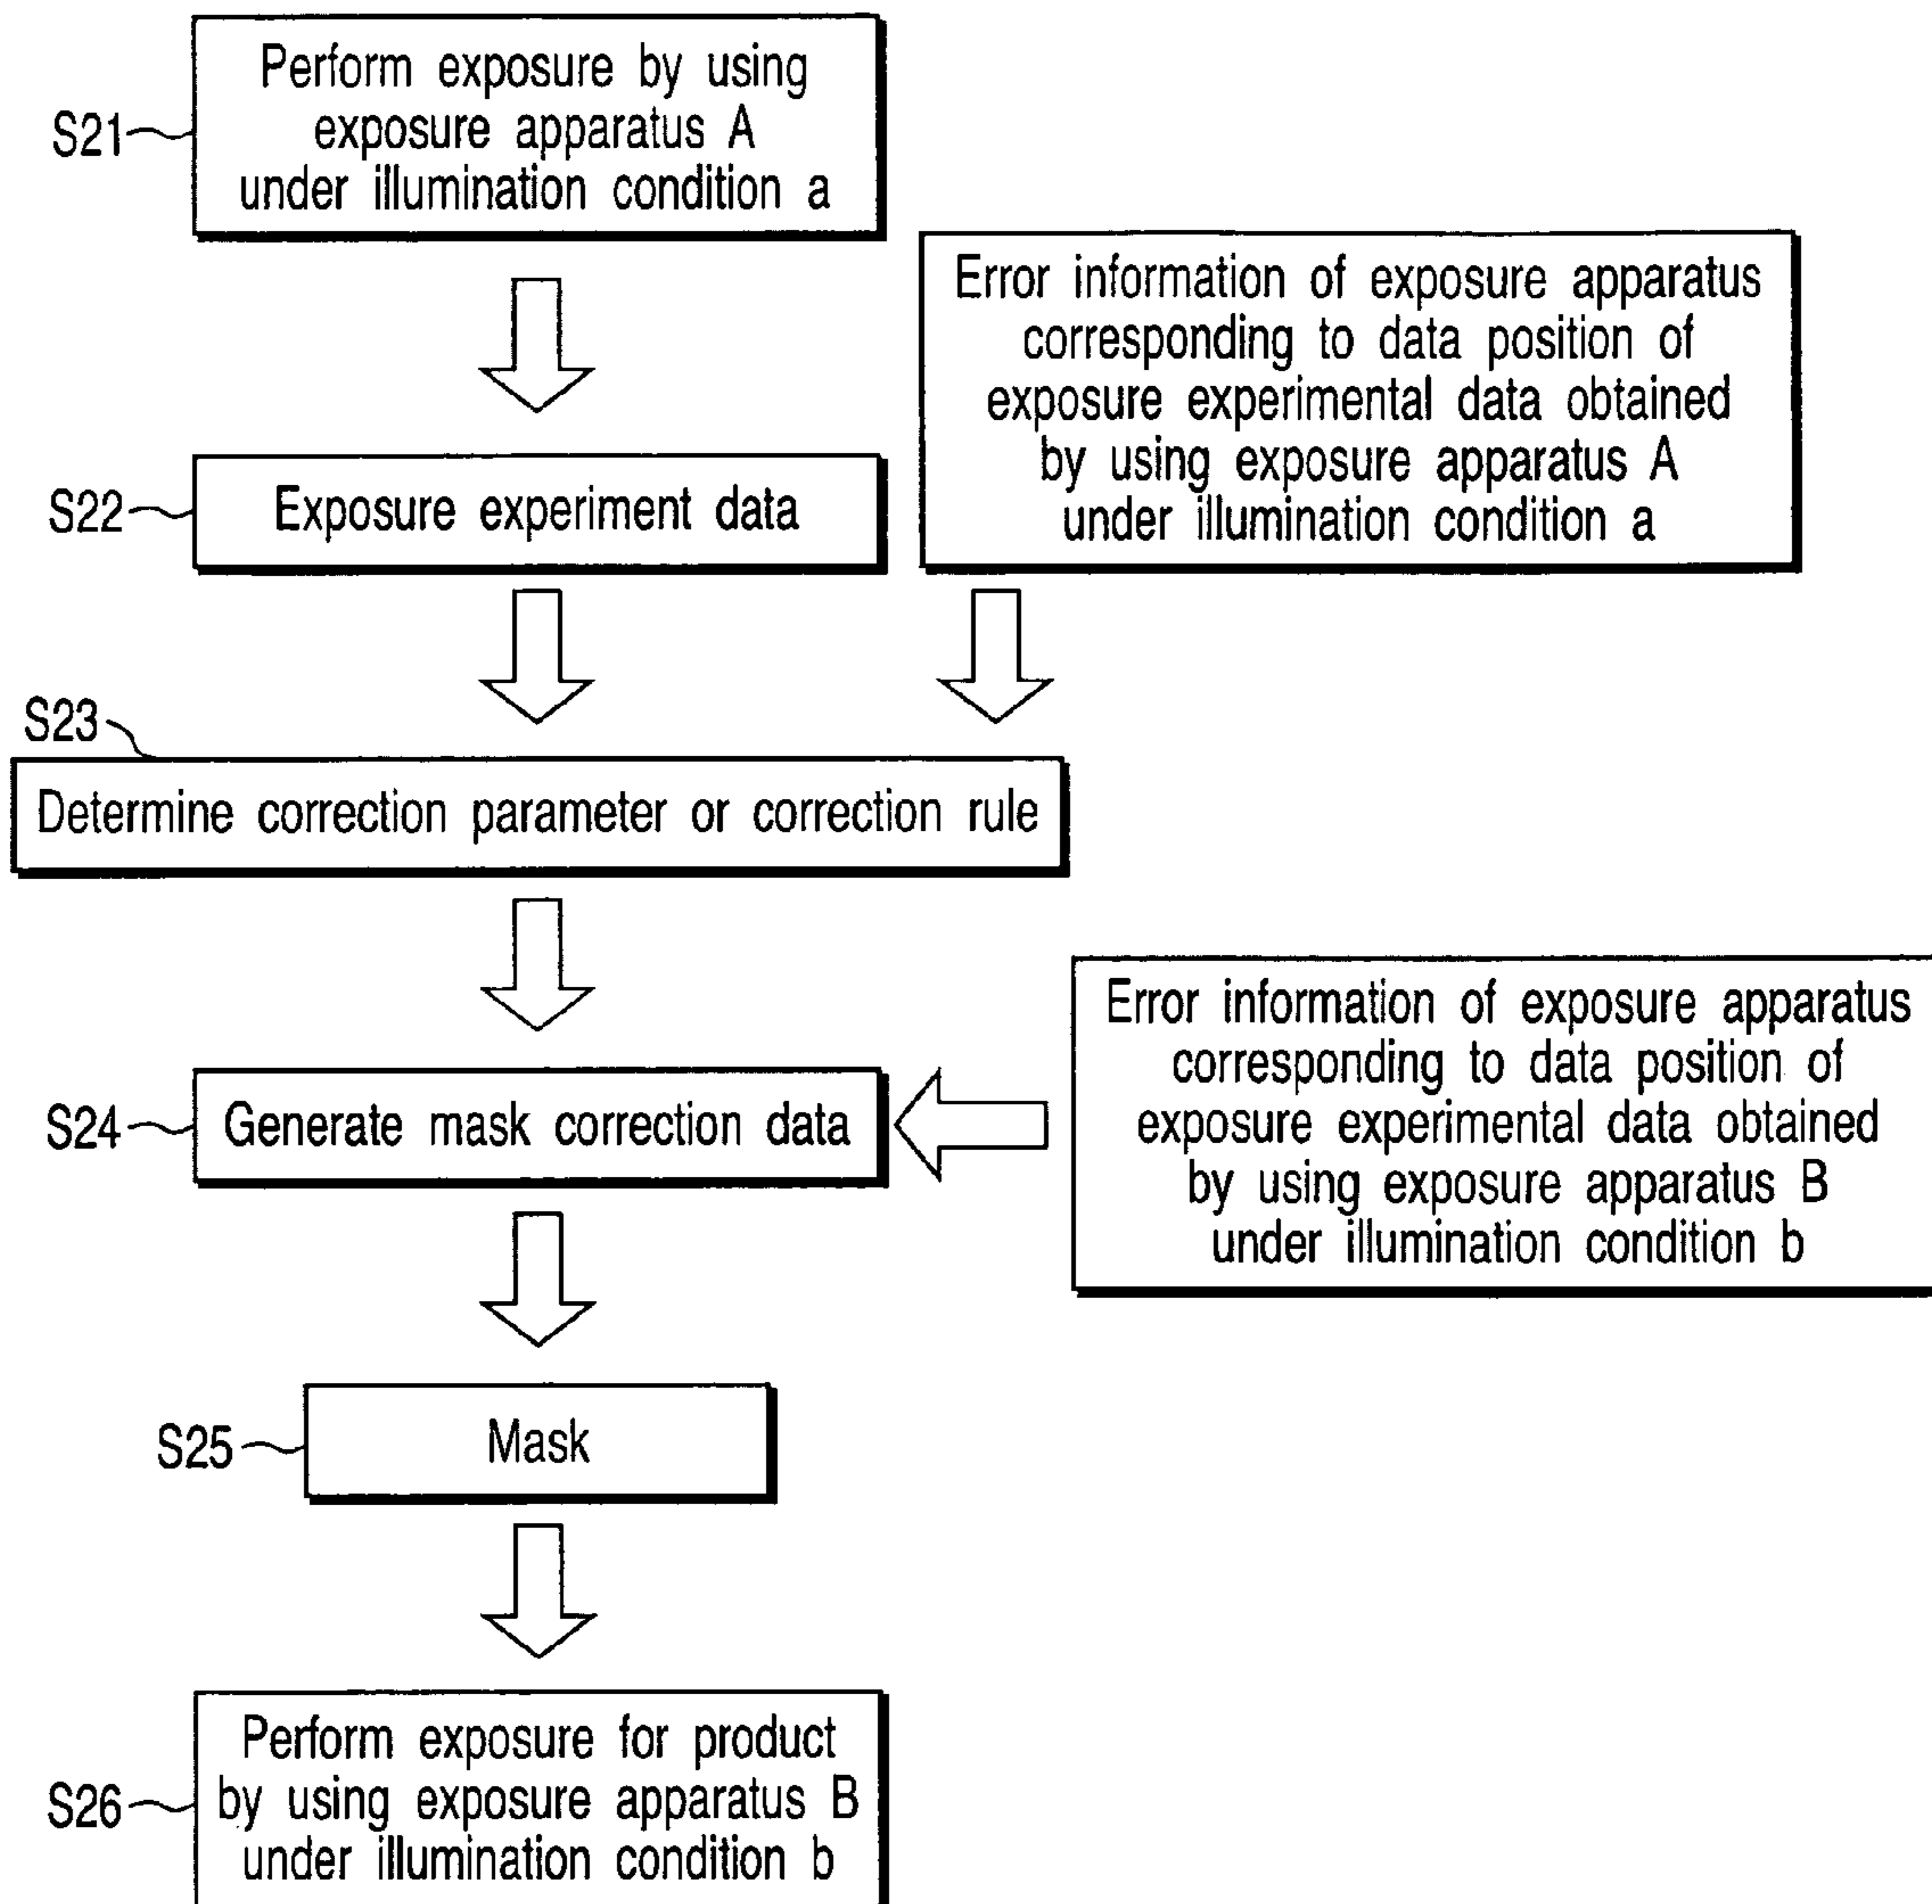 S21
Perform exposure by using
exposure apparatus A
under illumination condition a
Error information of exposure apparatus
corresponding to data position of
exposure experimental data obtained
by using exposure apparatus A
under illumination condition a
S22
Exposure experiment data
S23
Determine correction parameter or correction rule
S24
Generate mask correction data
Error information of exposure apparatus
corresponding to data position of
exposure experimental data obtained
by using exposure apparatus B
under illumination condition b
S25
Mask
S26
Perform exposure for product
by using exposure apparatus B
under illumination condition b